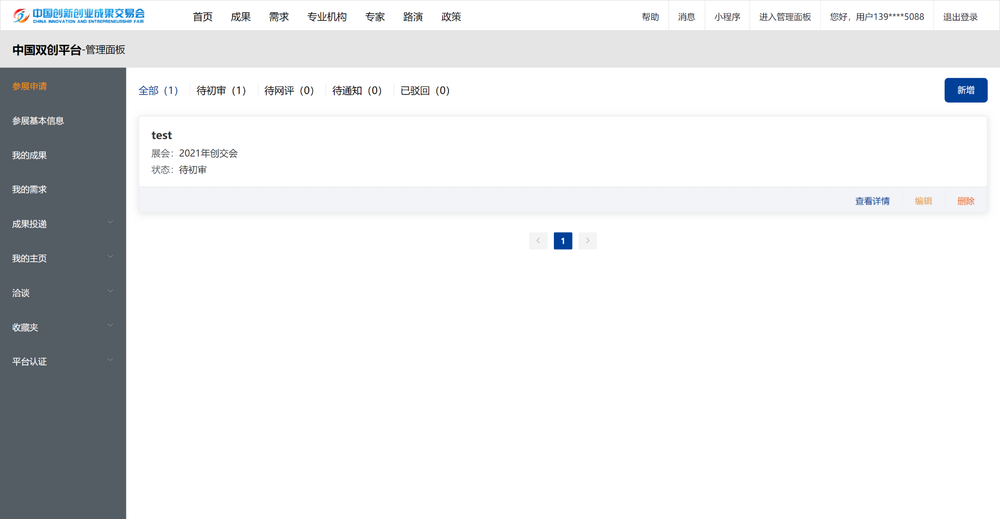 中国创新创业成果交易会
CHINA INNOVATION AND ENTREPRENEURSHIP FAIR
首页 成果 需求 专业机构 专家 路演 政策
帮助 消息 小程序 进入管理面板 您好，用户139****5088 退出登录
中国双创平台-管理面板
参展申请
参展基本信息
我的成果
我的需求
成果投递
我的主页
洽谈
收藏夹
平台认证
全部（1） 待初审（1） 待网评（0） 待通知（0） 已驳回（0）
新增
test
展会：2021年创交会
状态：待初审
查看详情 编辑 删除
1